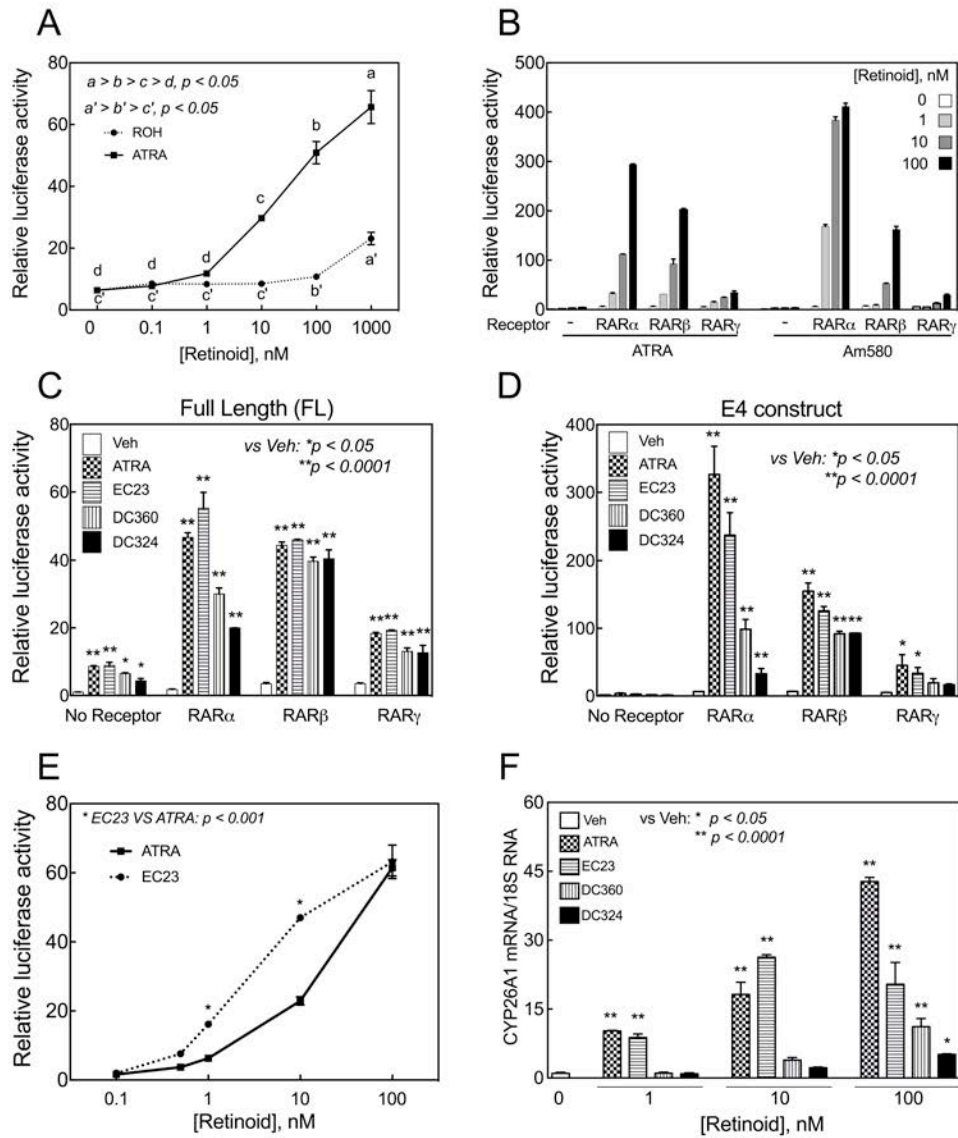 A
Relative luciferase activity
80
60
40
20
0
a > b > c > d, p < 0.05
a' > b' > c', p < 0.05
ROH
ATRA
a
b
c
d d d
c' c' c' c' b' a'
0 0.1 1 10 100 1000
[Retinoid], nM
B
Relative luciferase activity
500
400
300
200
100
0
[Retinoid], nM
0
1
10
100
Receptor - RARα RARβ RARγ - RARα RARβ RARγ
ATRA Am580
C
Full Length (FL)
Relative luciferase activity
80
60
40
20
0
Veh
ATRA
EC23
DC360
DC324
vs Veh: *p < 0.05
**p < 0.0001
** ** * *
** ** ** **
** ** ** **
** ** ** **
No Receptor RARα RARβ RARγ
D
E4 construct
Relative luciferase activity
400
300
200
100
0
Veh
ATRA
EC23
DC360
DC324
vs Veh: *p < 0.05
**p < 0.0001
** ** ** **
** ** ** **
* *
No Receptor RARα RARβ RARγ
E
Relative luciferase activity
80
60
40
20
0
* EC23 VS ATRA: p < 0.001
ATRA
EC23
*
*
0.1 1 10 100
[Retinoid], nM
F
CYP26A1 mRNA/18S RNA
60
45
30
15
0
Veh
ATRA
EC23
DC360
DC324
vs Veh: * p < 0.05
** p < 0.0001
** **
** **
** ** ** *
0 1 10 100
[Retinoid], nM